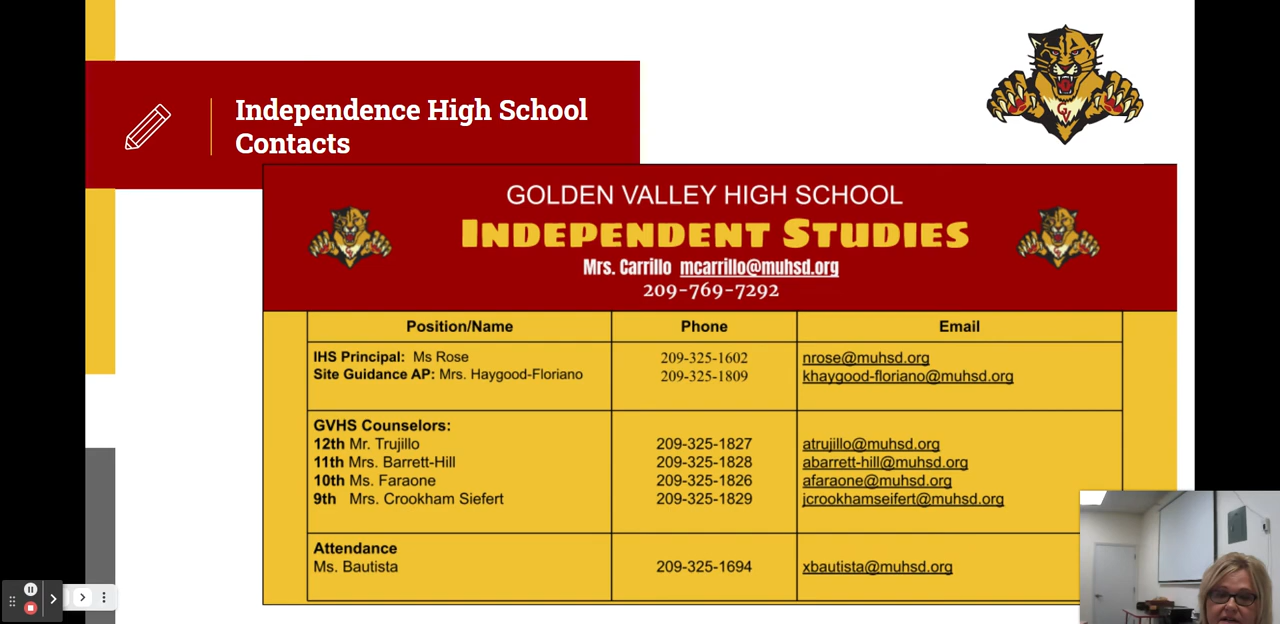 Independence High School
Contacts
GV
GOLDEN VALLEY HIGH SCHOOL
INDEPENDENT STUDIES
Mrs. Carrillo mcarrillo@muhsd.org
209-769-7292
Position/Name Phone Email
IHS Principal: Ms Rose 209-325-1602 nrose@muhsd.org
Site Guidance AP: Mrs. Haygood-Floriano 209-325-1809 khaygood-floriano@muhsd.org
GVHS Counselors:
12th Mr. Trujillo 209-325-1827 atrujillo@muhsd.org
11th Mrs. Barrett-Hill 209-325-1828 abarrett-hill@muhsd.org
10th Ms. Faraone 209-325-1826 afaraone@muhsd.org
9th Mrs. Crookham Siefert 209-325-1829 jcrookhamseifert@muhsd.org
Attendance
Ms. Bautista 209-325-1694 xbautista@muhsd.org